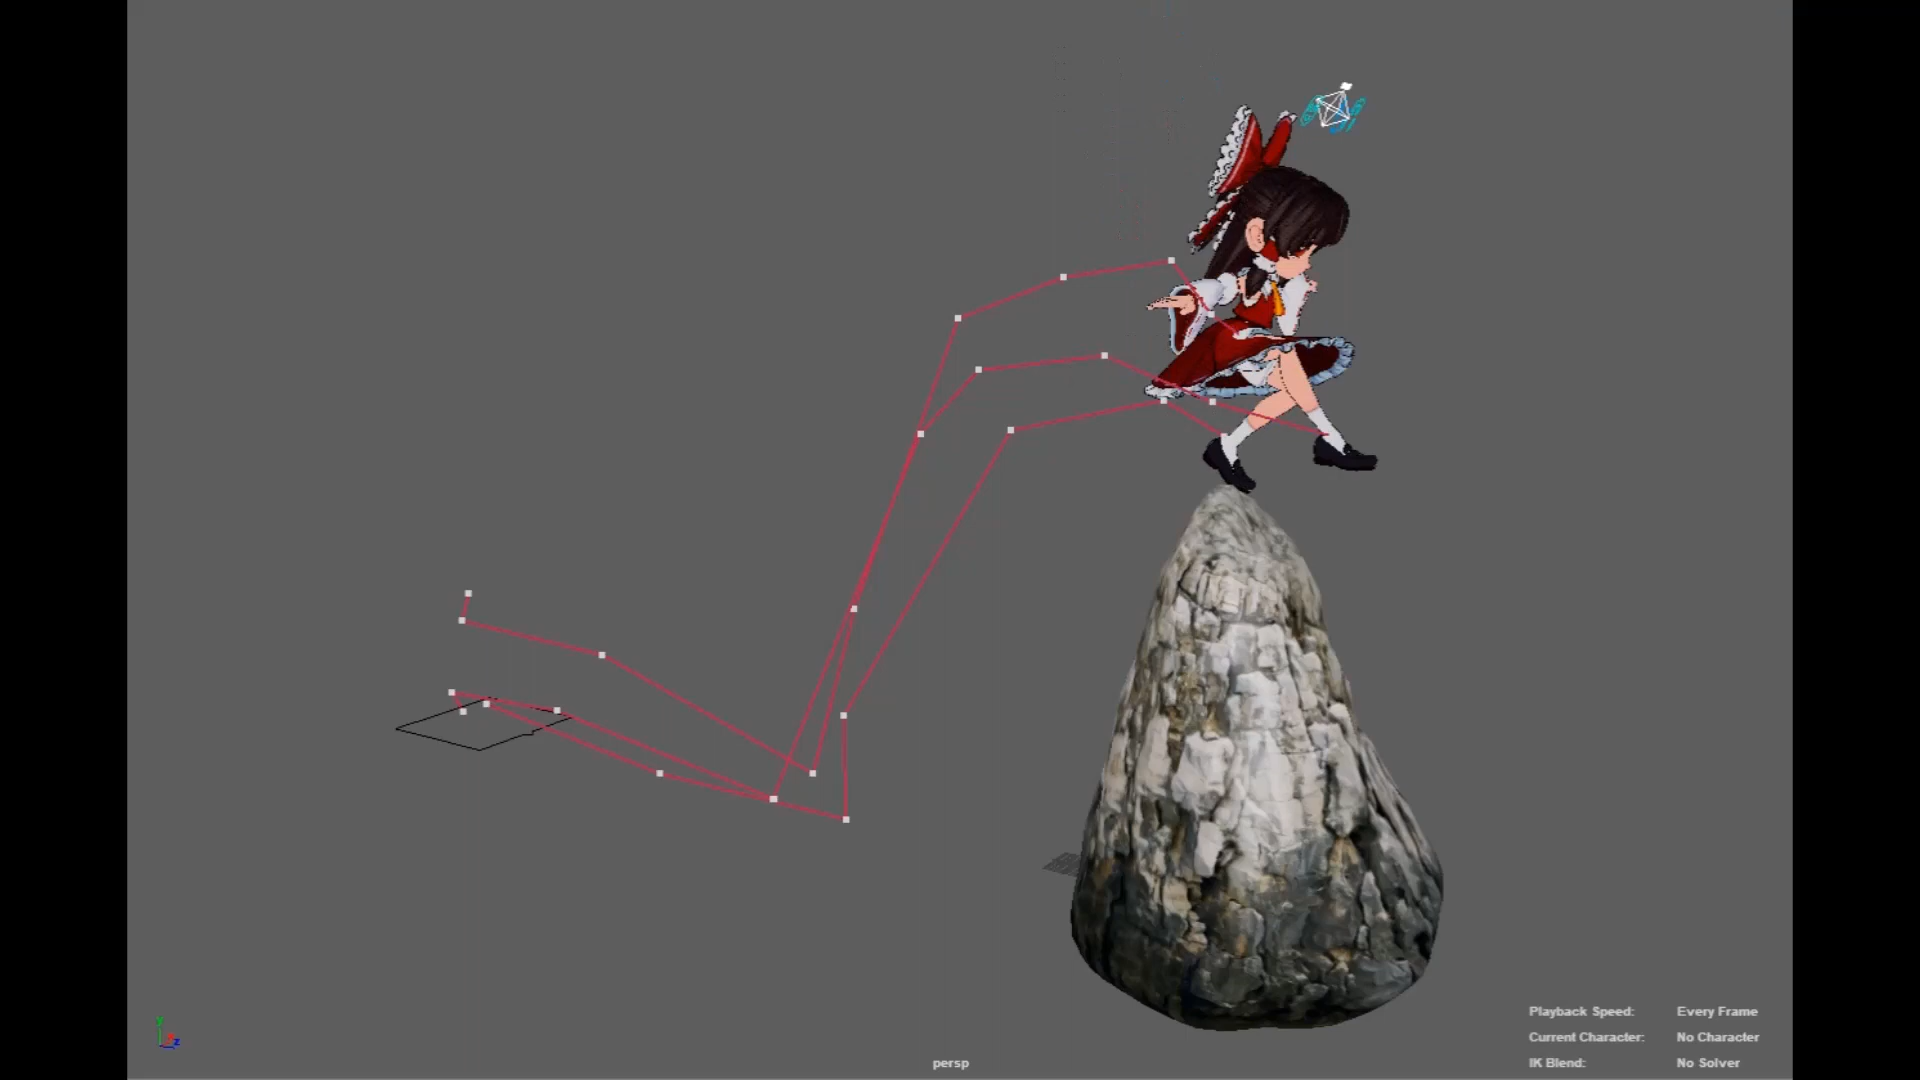 Playback Speed: Every Frame
Current Character: No Character
IK Blend: No Solver
persp
y
z